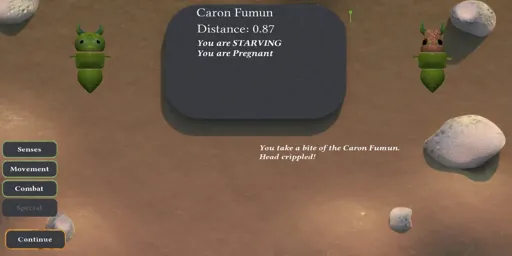 Caron Fumun
Distance: 0.87
You are STARVING
You are Pregnant
You take a bite of the Caron Fumun.
Head crippled!
Senses
Movement
Combat
Special
Continue